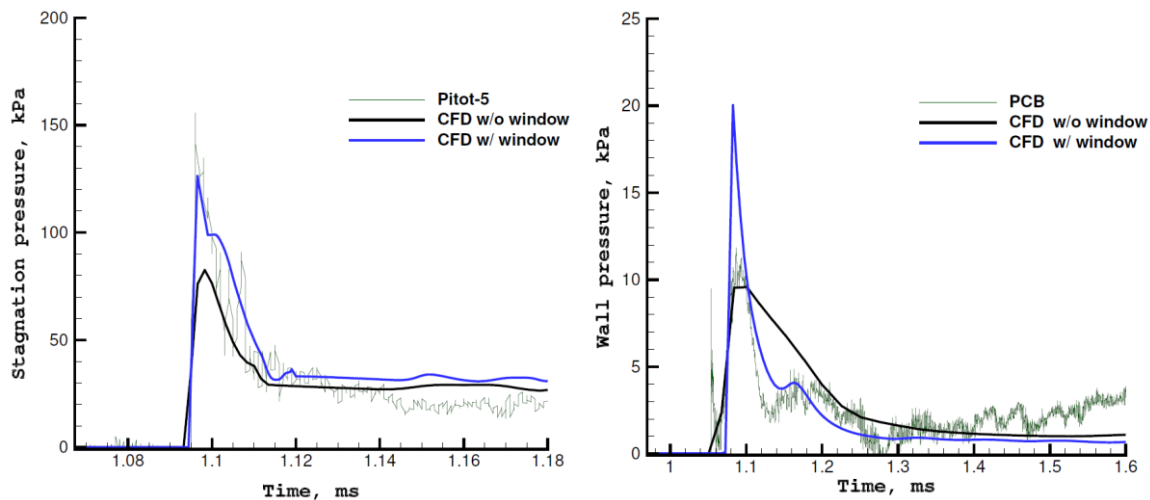 Stagnation pressure, kPa
200
150
100
50
0
Pitot-5
CFD w/o window
CFD w/ window
1.08
1.1
1.12
1.14
1.16
1.18
Time, ms
Wall pressure, kPa
25
20
15
10
5
0
PCB
CFD w/o window
CFD w/ window
1
1.1
1.2
1.3
1.4
1.5
1.6
Time, ms